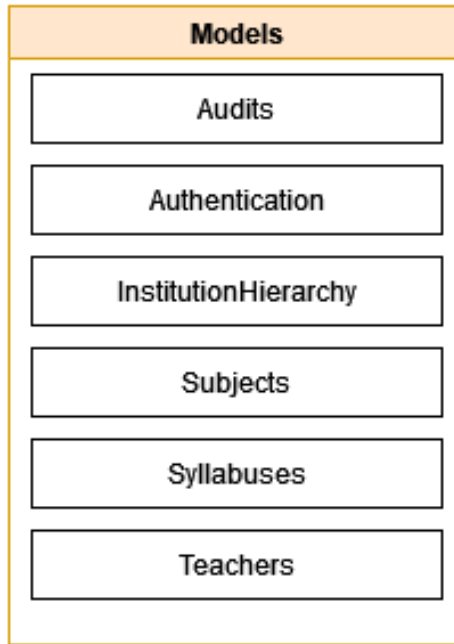 Models
Audits
Authentication
InstitutionHierarchy
Subjects
Syllabuses
Teachers